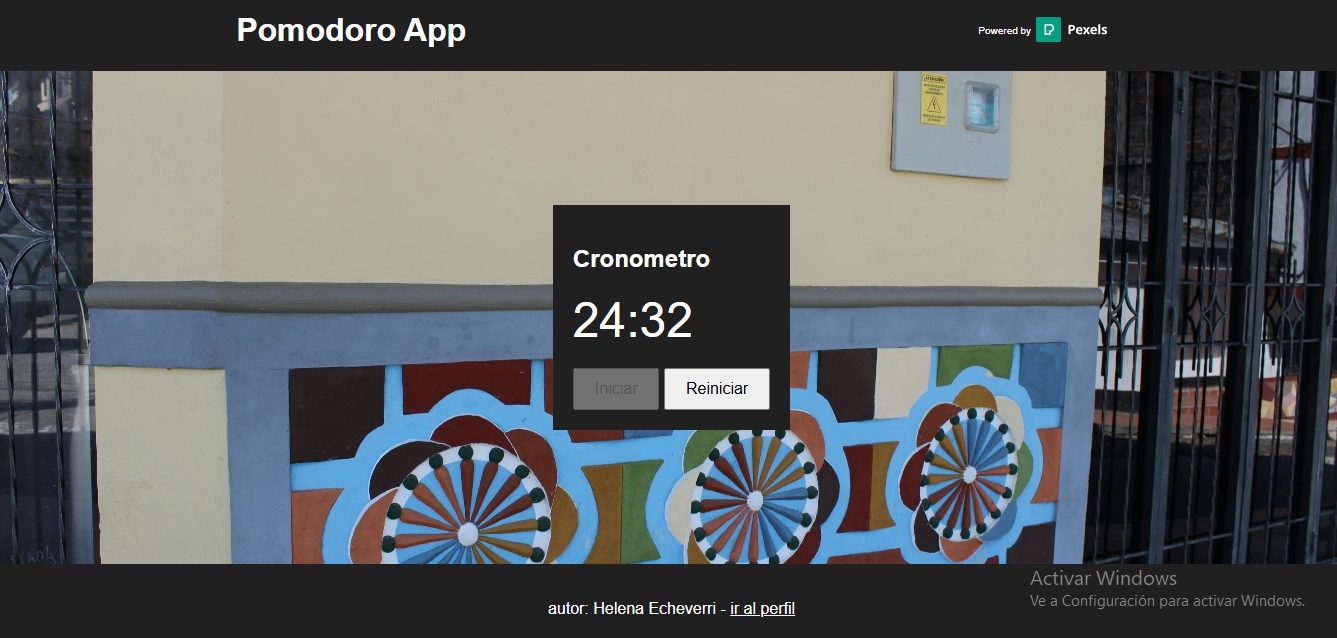 Pomodoro App
Powered by Pexels
Cronometro
24:32
Iniciar Reiniciar
Activar Windows
Ve a Configuración para activar Windows.
autor: Helena Echeverri - ir al perfil